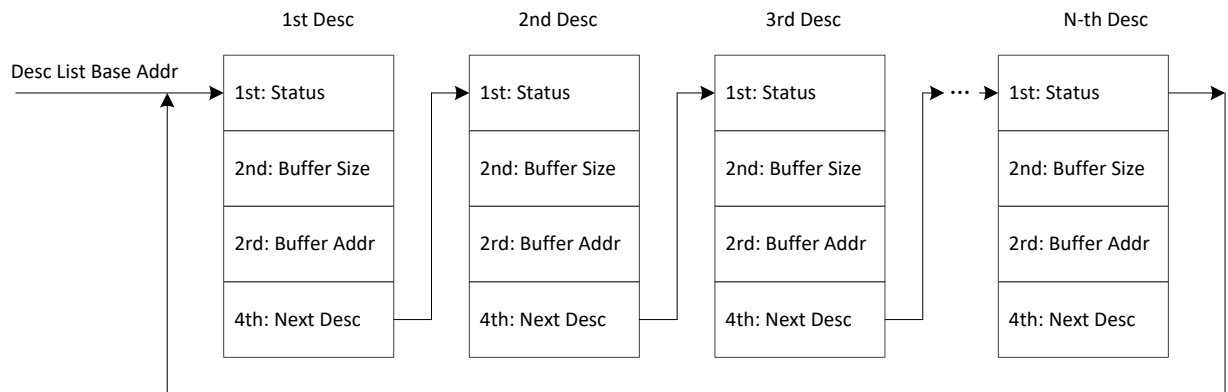 1st Desc
2nd Desc
3rd Desc
N-th Desc
Desc List Base Addr
1st: Status
2nd: Buffer Size
2rd: Buffer Addr
4th: Next Desc
1st: Status
2nd: Buffer Size
2rd: Buffer Addr
4th: Next Desc
1st: Status
2nd: Buffer Size
2rd: Buffer Addr
4th: Next Desc
...
1st: Status
2nd: Buffer Size
2rd: Buffer Addr
4th: Next Desc